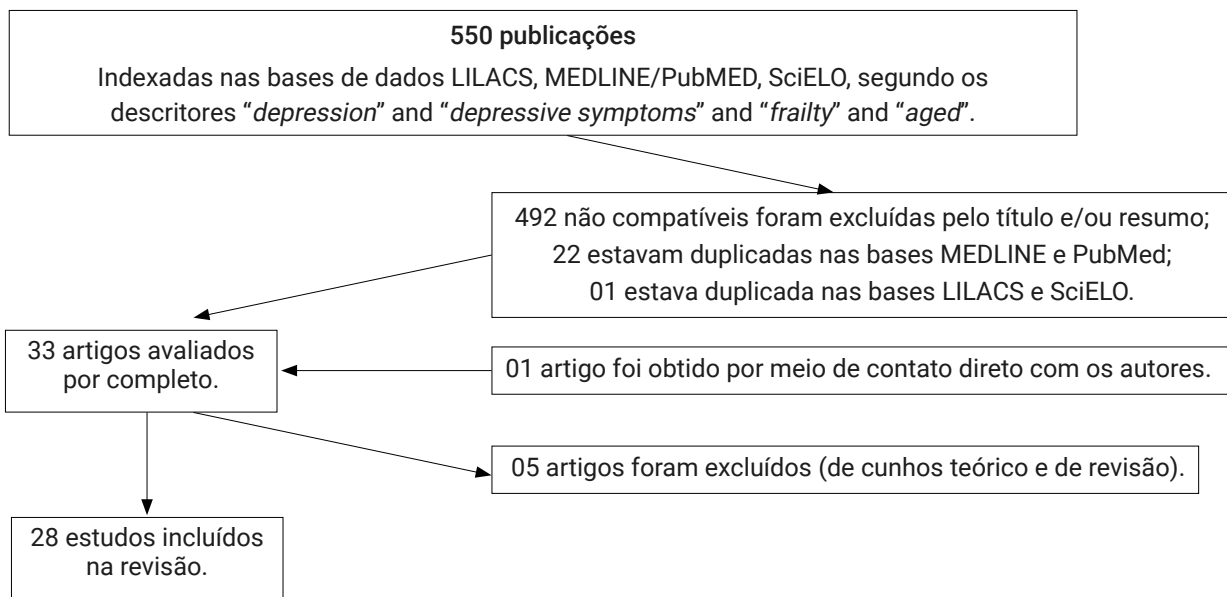 550 publicações
Indexadas nas bases de dados LILACS, MEDLINE/PubMED, SciELO, segundo os
descritores “depression” and “depressive symptoms” and “frailty” and “aged”.
492 não compatíveis foram excluídas pelo título e/ou resumo;
22 estavam duplicadas nas bases MEDLINE e PubMed;
01 estava duplicada nas bases LILACS e SciELO.
33 artigos avaliados
por completo.
01 artigo foi obtido por meio de contato direto com os autores.
05 artigos foram excluídos (de cunhos teórico e de revisão).
28 estudos incluídos
na revisão.